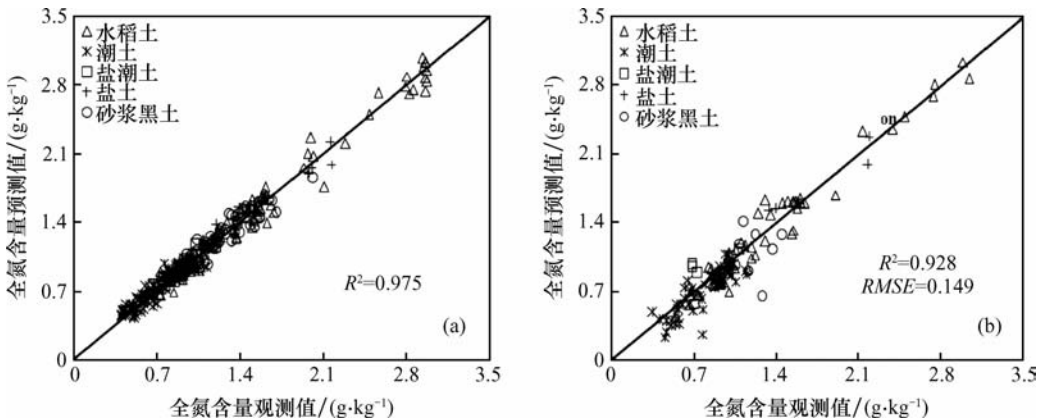 3.5
2.8
2.1
1.4
0.7
0
全氮含量预测值/(g·kg⁻¹)
水稻土
潮土
盐潮土
盐土
砂浆黑土
R²=0.975
(a)
0 0.7 1.4 2.1 2.8 3.5
全氮含量观测值/(g·kg⁻¹)
3.5
2.8
2.1
1.4
0.7
0
全氮含量预测值/(g·kg⁻¹)
水稻土
潮土
盐潮土
盐土
砂浆黑土
on
R²=0.928
RMSE=0.149
(b)
0 0.7 1.4 2.1 2.8 3.5
全氮含量观测值/(g·kg⁻¹)